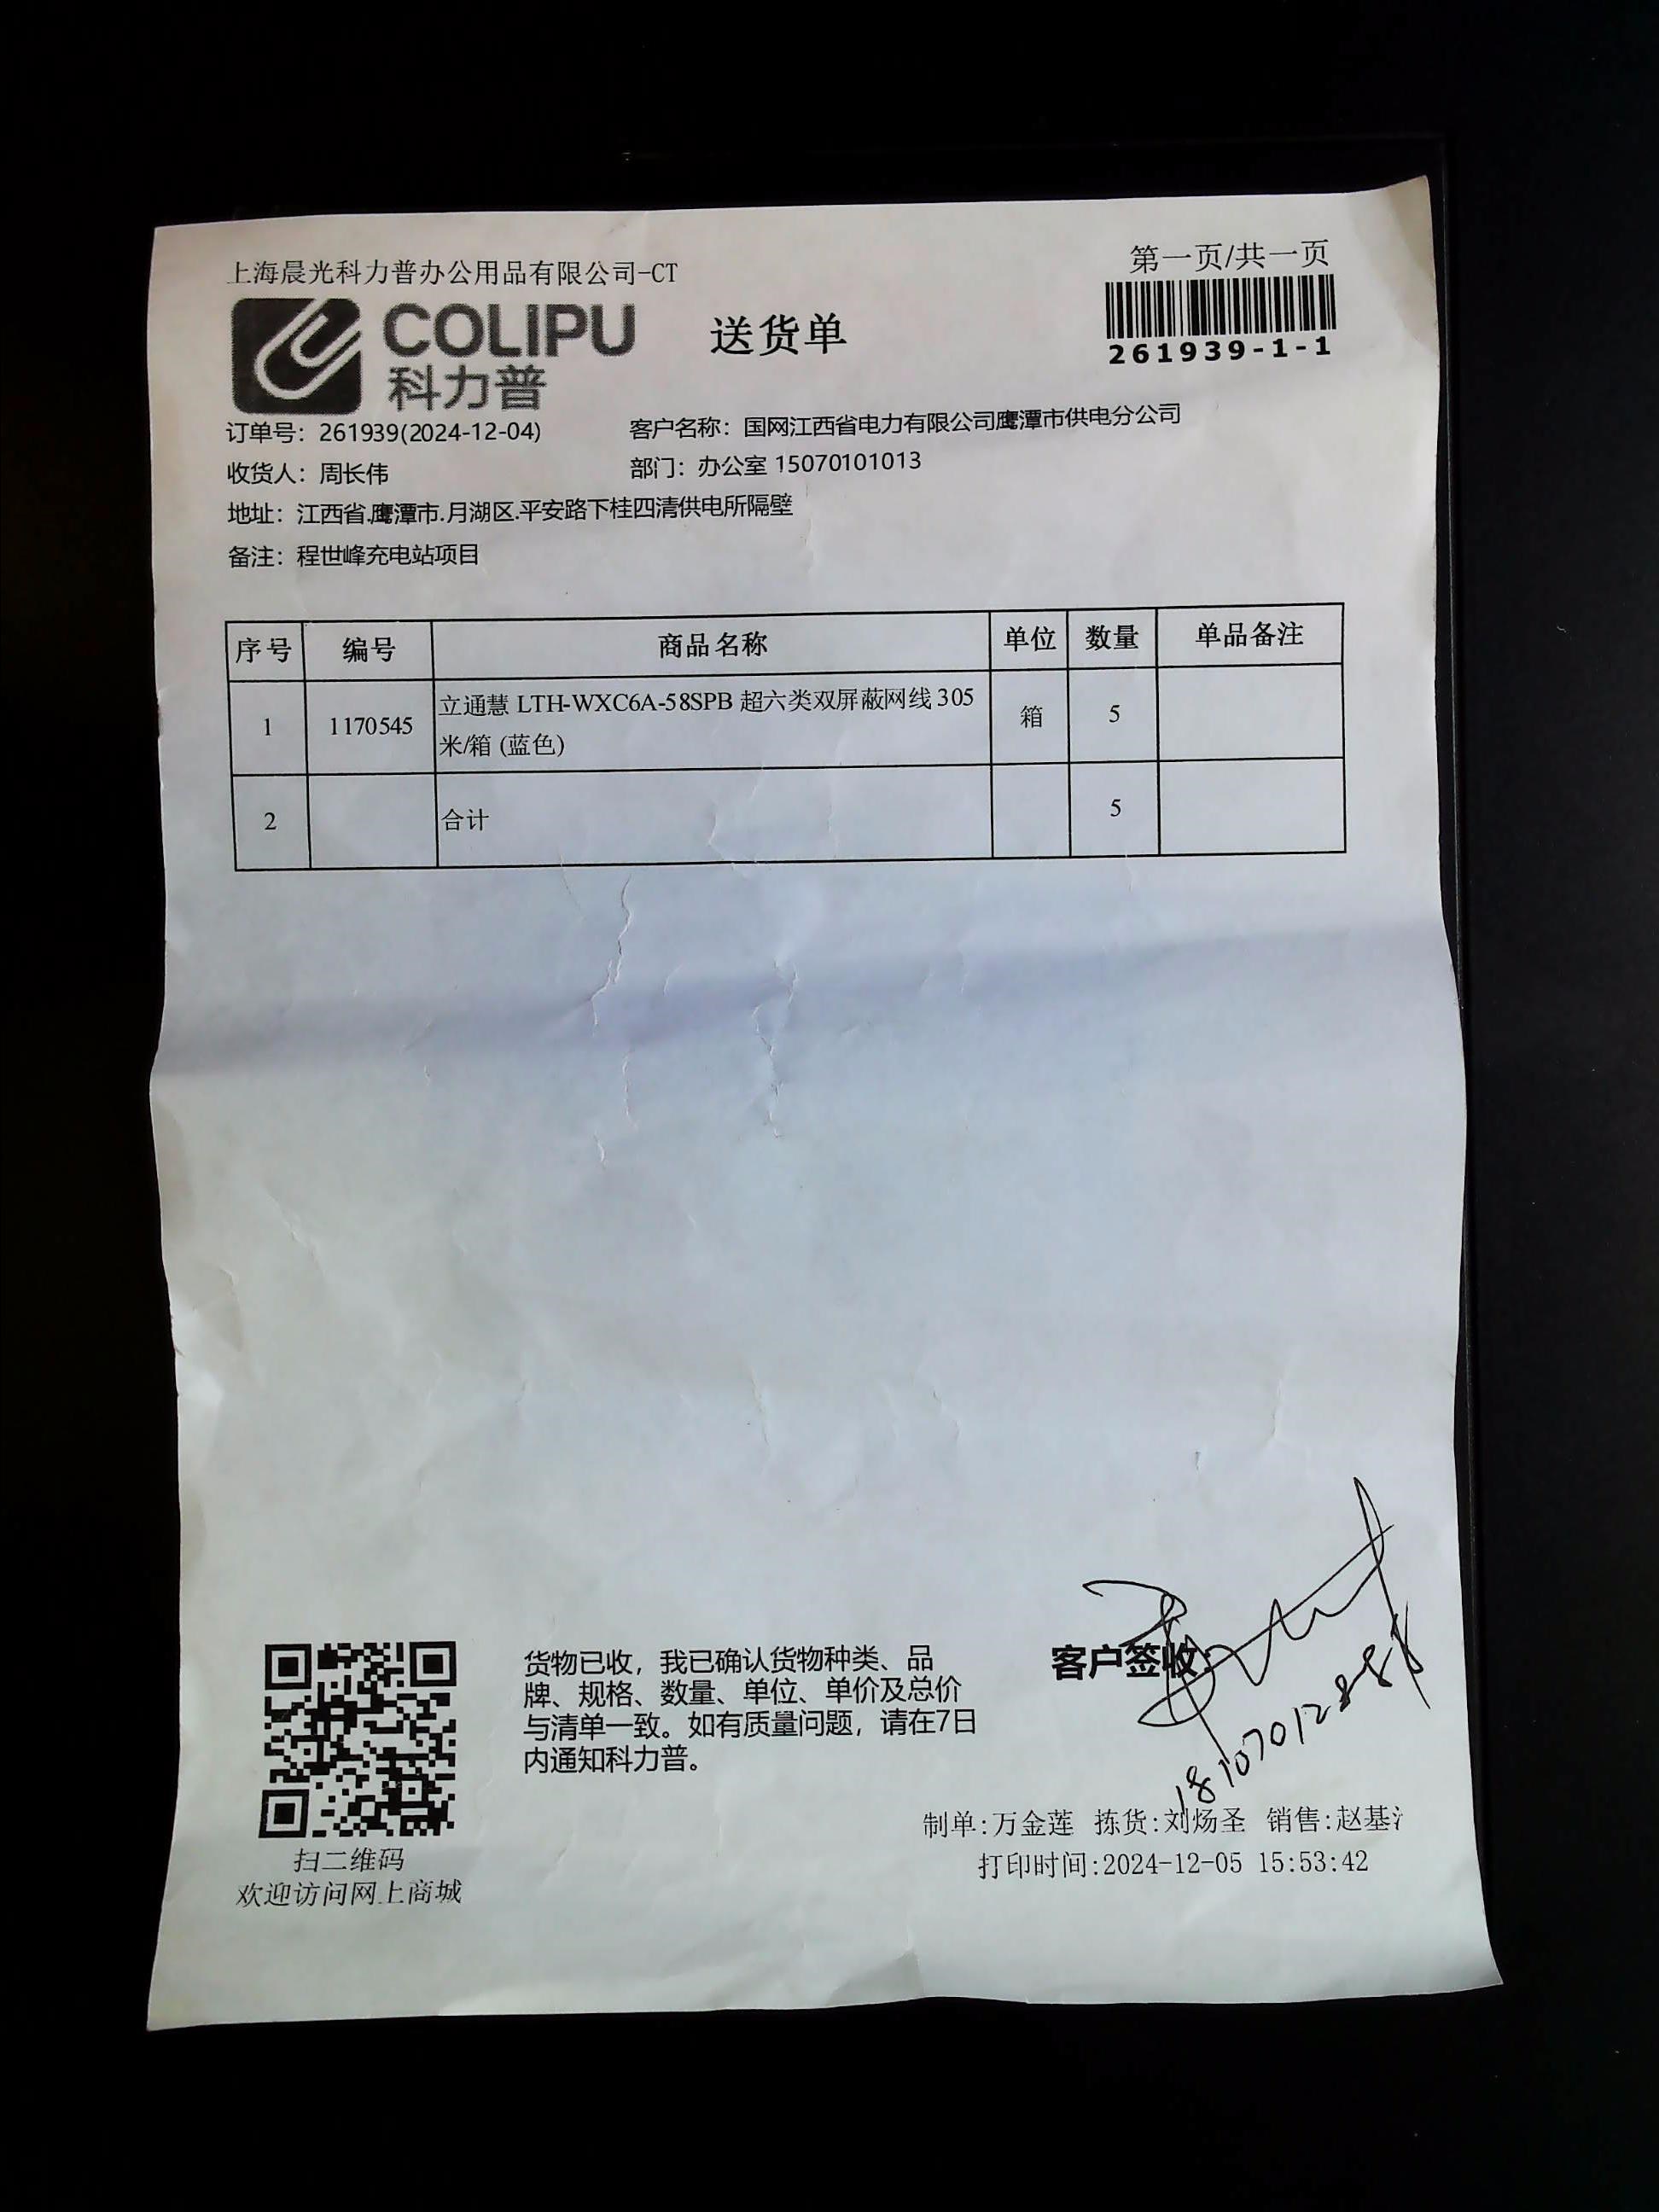 上海晨光科力普办公用品有限公司-CT
第一页/共一页
COLIPU
科力普
送货单
261939-1-1
订单号：261939(2024-12-04)
客户名称：国网江西省电力有限公司鹰潭市供电分公司
收货人：周长伟
部门：办公室 15070101013
地址：江西省.鹰潭市.月湖区.平安路下桂四清供电所隔壁
备注：程世峰充电站项目
序号 编号 商品名称 单位 数量 单品备注
1 1170545 立通慧 LTH-WXC6A-58SPB 超六类双屏蔽网线 305 箱 5
米/箱 (蓝色)
2 合计 5
货物已收，我已确认货物种类、品
牌、规格、数量、单位、单价及总价
与清单一致。如有质量问题，请在7日
内通知科力普。
客户签收
制单:万金莲 拣货:刘炀圣 销售:赵基
打印时间:2024-12-05 15:53:42
扫二维码
欢迎访问网上商城